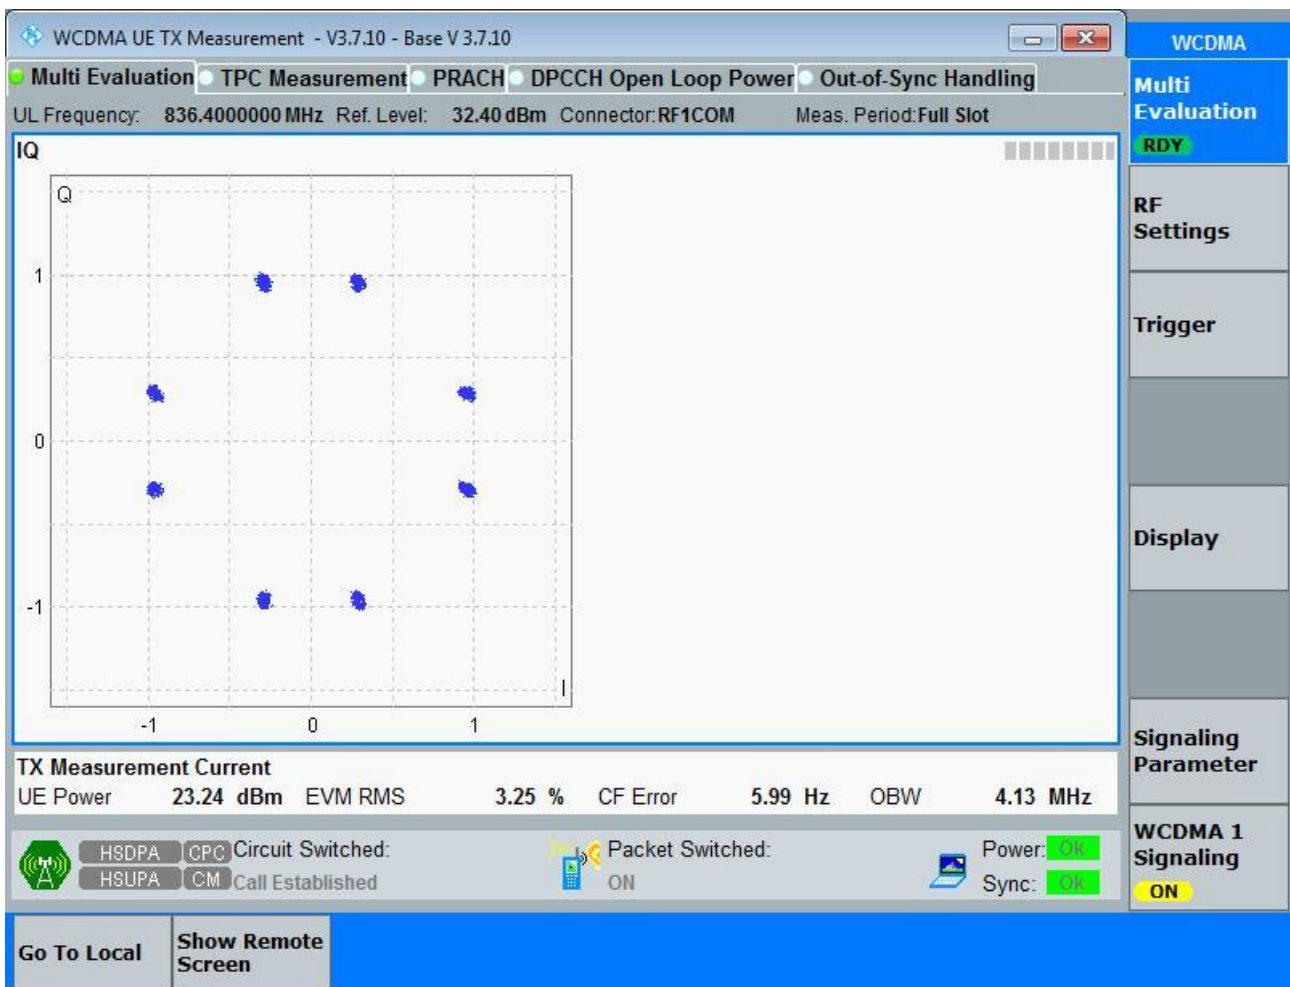 WCDMA UE TX Measurement - V3.7.10 - Base V 3.7.10
WCDMA
Multi Evaluation TPC Measurement PRACH DPCCH Open Loop Power Out-of-Sync Handling
UL Frequency: 836.4000000 MHz Ref. Level: 32.40 dBm Connector: RF1COM Meas. Period: Full Slot
IQ
Q
1
0
-1
I
-1 0 1
TX Measurement Current
UE Power 23.24 dBm EVM RMS 3.25 % CF Error 5.99 Hz OBW 4.13 MHz
HSDPA CPC Circuit Switched: Packet Switched: Power: Ok
HSUPA CM Call Established ON Sync: Ok
Multi
Evaluation
RDY
RF
Settings
Trigger
Display
Signaling
Parameter
WCDMA 1
Signaling
ON
Go To Local
Show Remote
Screen